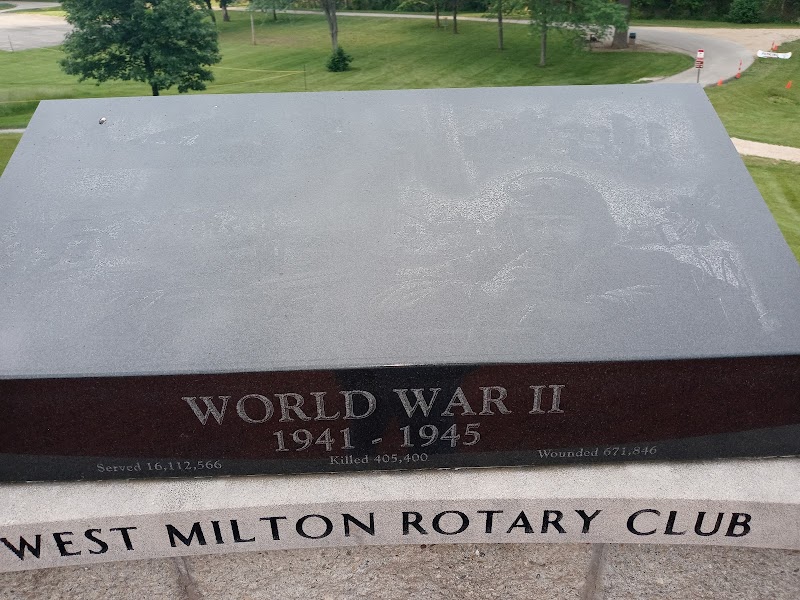 WORLD WAR II
1941 - 1945
Served 16,112,566 Killed 405,400 Wounded 671,846
WEST MILTON ROTARY CLUB